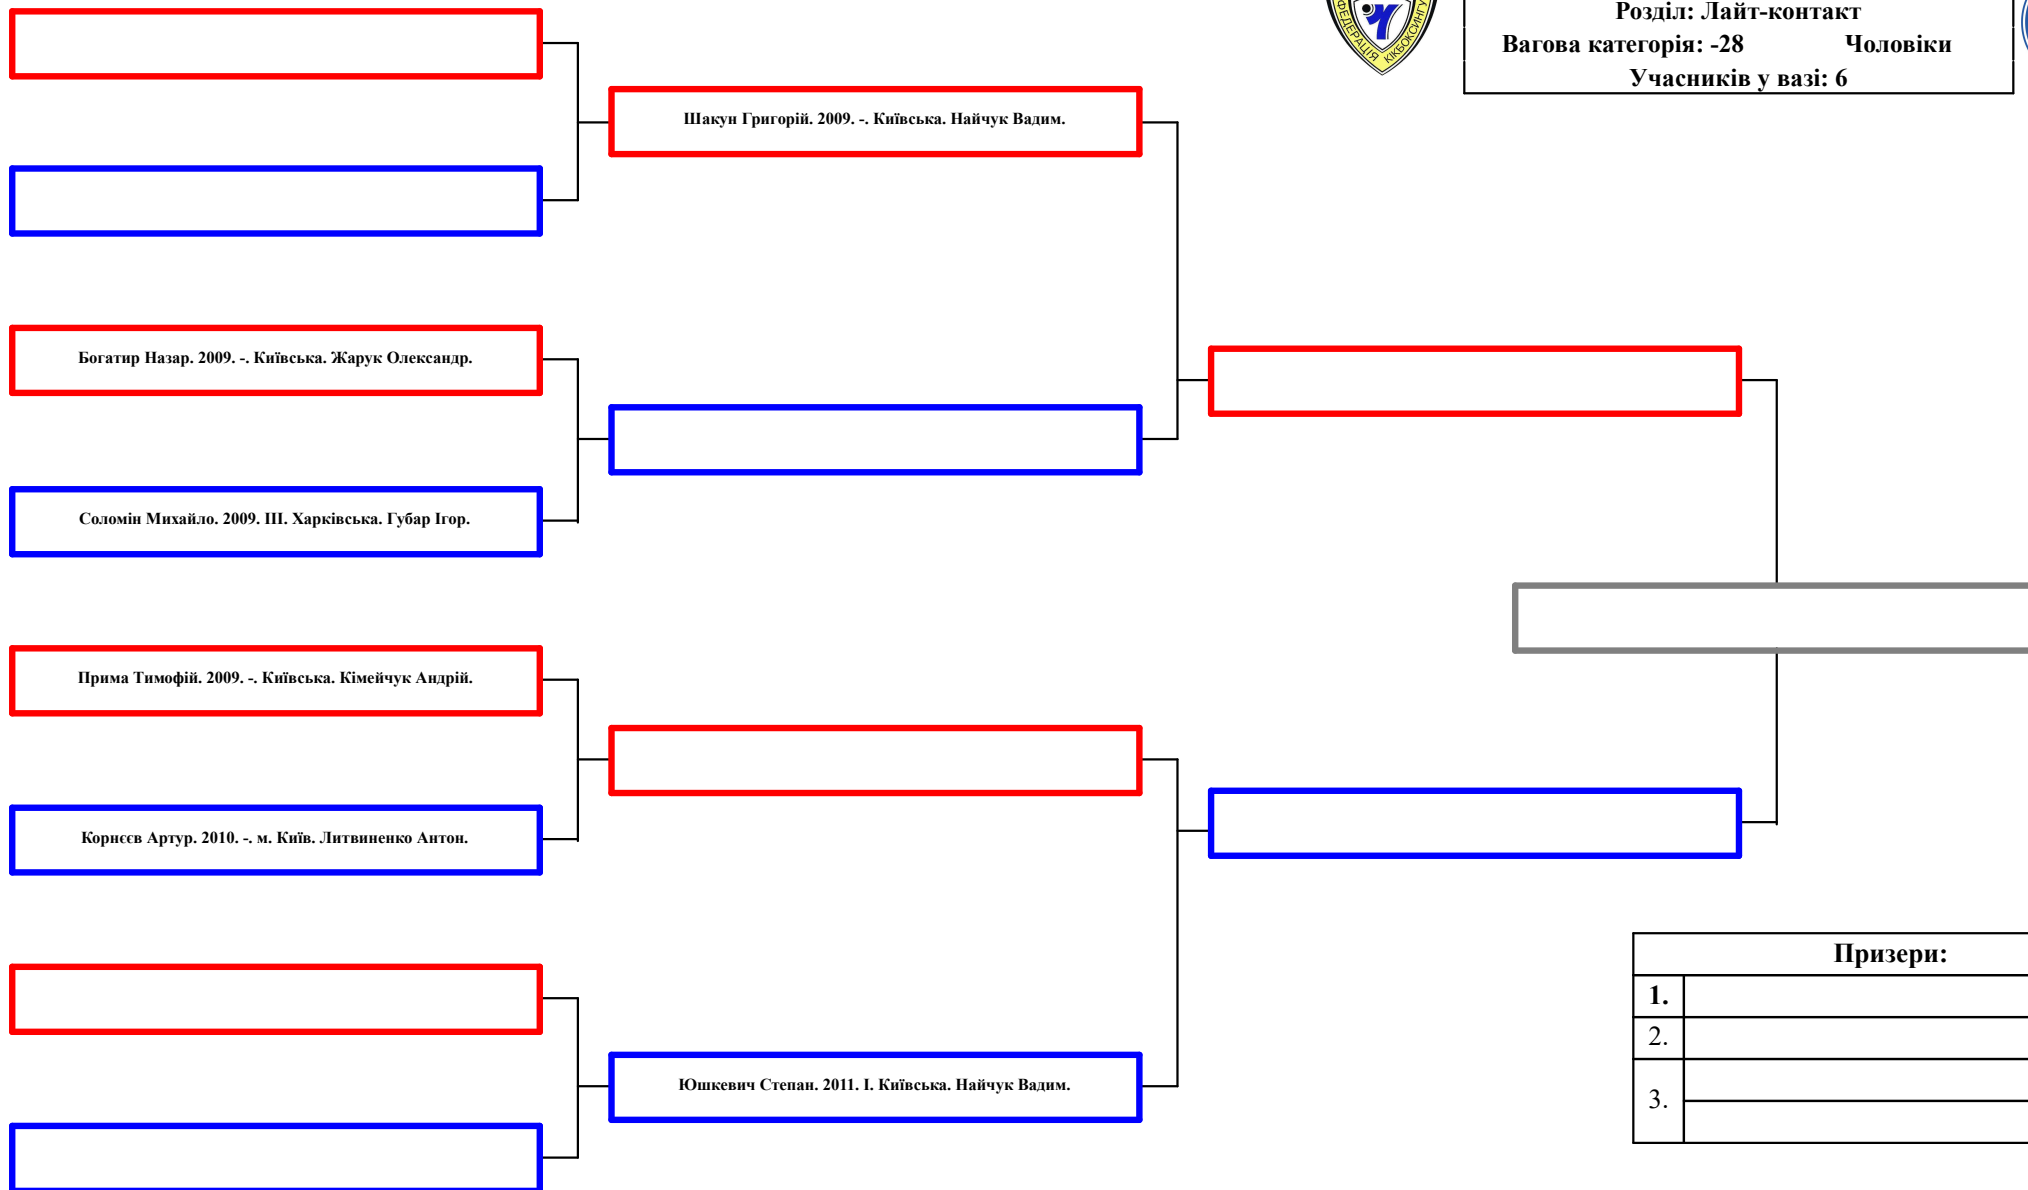 ФЕДЕРАЦІЯ КІКБОКСИНГУ
Розділ: Лайт-контакт
Вагова категорія: -28 Чоловіки
Учасників у вазі: 6
Шакун Григорій. 2009. -. Київська. Найчук Вадим.
Богатир Назар. 2009. -. Київська. Жарук Олександр.
Соломін Михайло. 2009. III. Харківська. Губар Ігор.
Прима Тимофій. 2009. -. Київська. Кімейчук Андрій.
Корнєєв Артур. 2010. -. м. Київ. Литвиненко Антон.
Юшкевич Степан. 2011. I. Київська. Найчук Вадим.
Призери:
1.
2.
3.